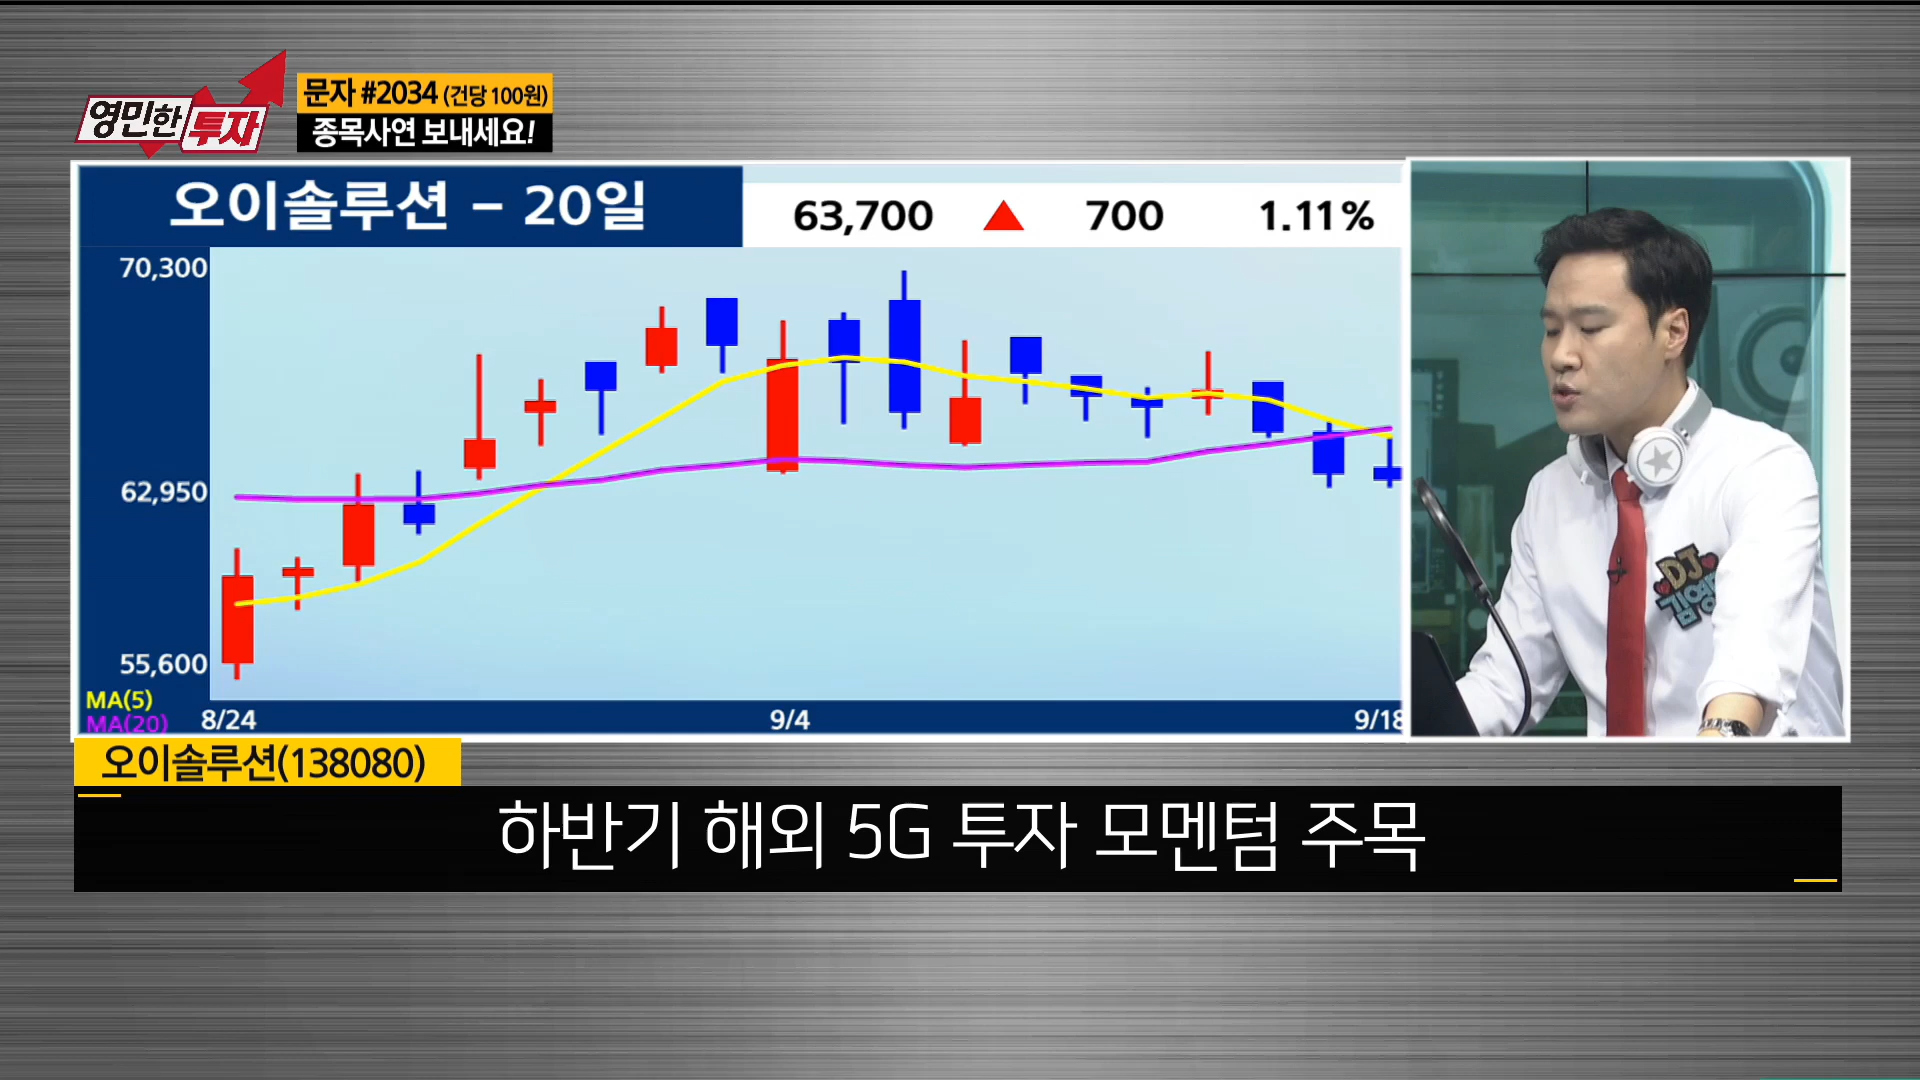 영민한 투자
문자 #2034 (건당 100원)
종목사연 보내세요!
오이솔루션 - 20일
63,700 ▲ 700 1.11%
70,300
62,950
55,600
MA(5)
MA(20)
8/24 9/4 9/18
DJ
오이솔루션(138080)
하반기 해외 5G 투자 모멘텀 주목